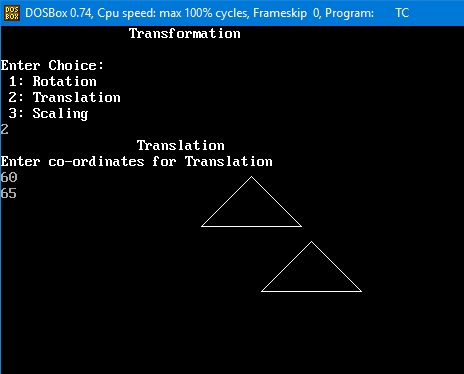 DOSBox 0.74, Cpu speed: max 100% cycles, Frameskip 0, Program: TC
Transformation
Enter Choice:
1: Rotation
2: Translation
3: Scaling
2
Translation
Enter co-ordinates for Translation
60
65